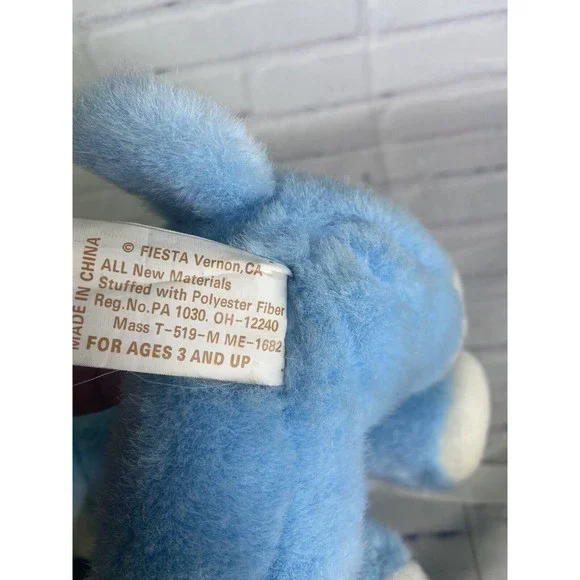 © FIESTA Vernon, CA
ALL New Materials
Stuffed with Polyester Fiber
Reg.No.PA 1030. OH-12240
Mass T-519-M ME-1682
FOR AGES 3 AND UP
MADE IN CHINA